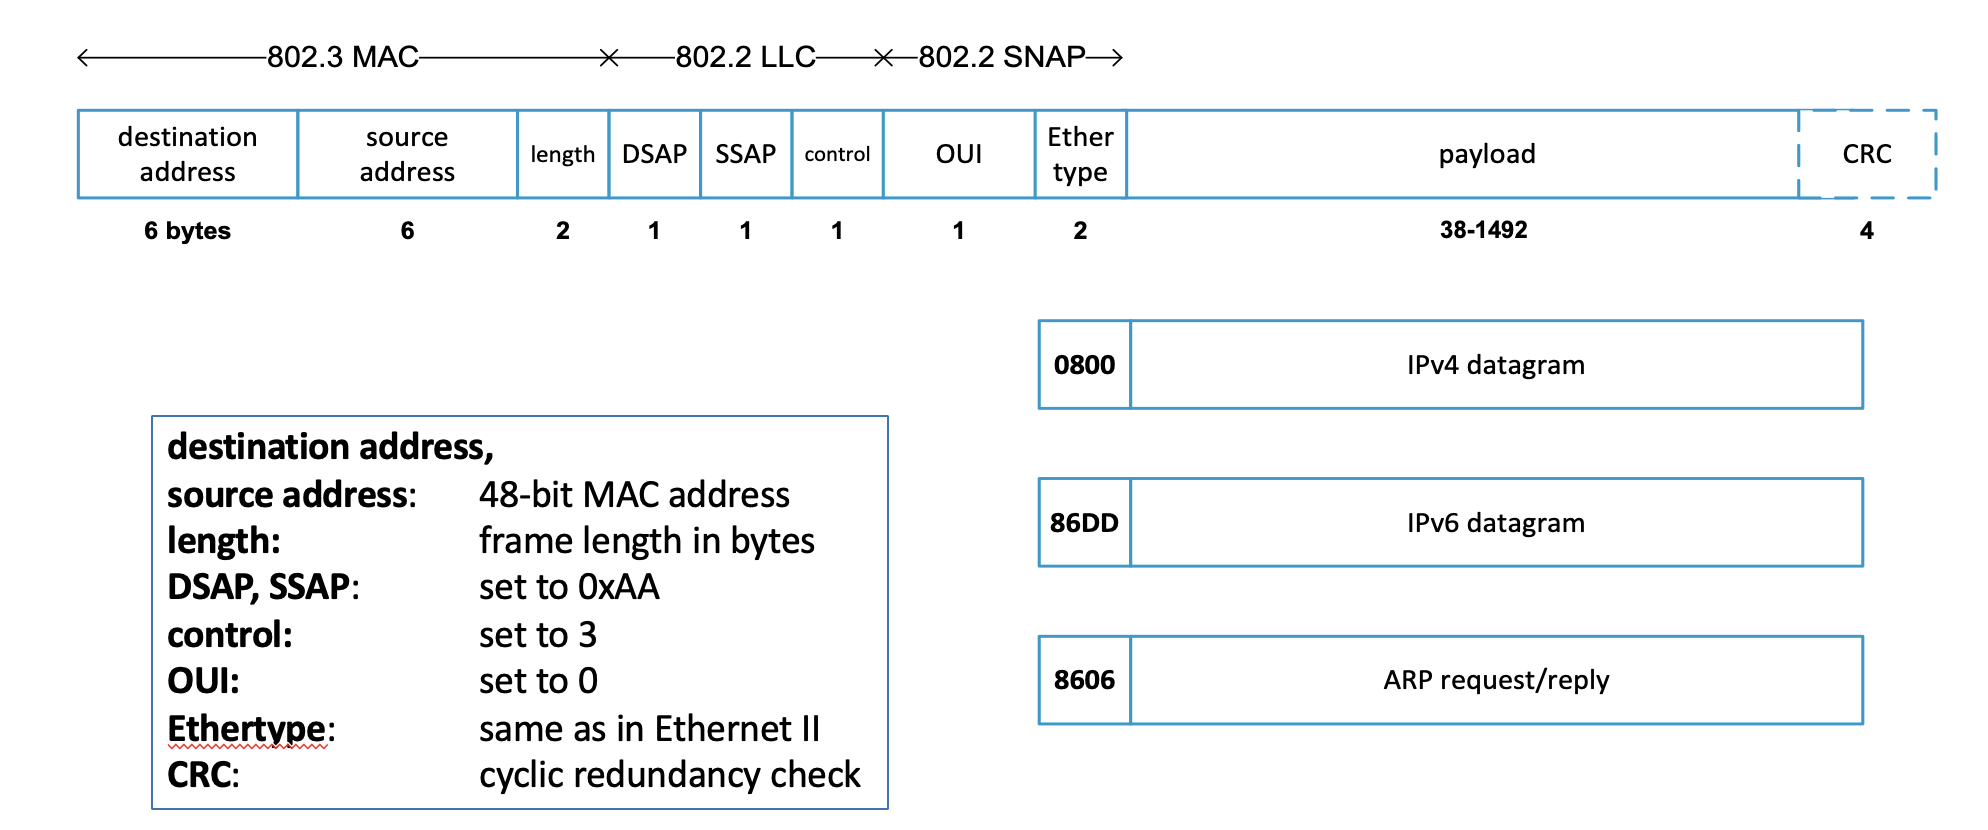 802.3 MAC 802.2 LLC 802.2 SNAP
destination address
source address
length
DSAP
SSAP
control
OUI
Ether type
payload
CRC
6 bytes 6 2 1 1 1 1 2 38-1492 4
0800 IPv4 datagram
86DD IPv6 datagram
8606 ARP request/reply
destination address,
source address: 48-bit MAC address
length: frame length in bytes
DSAP, SSAP: set to 0xAA
control: set to 3
OUI: set to 0
Ethertype: same as in Ethernet II
CRC: cyclic redundancy check